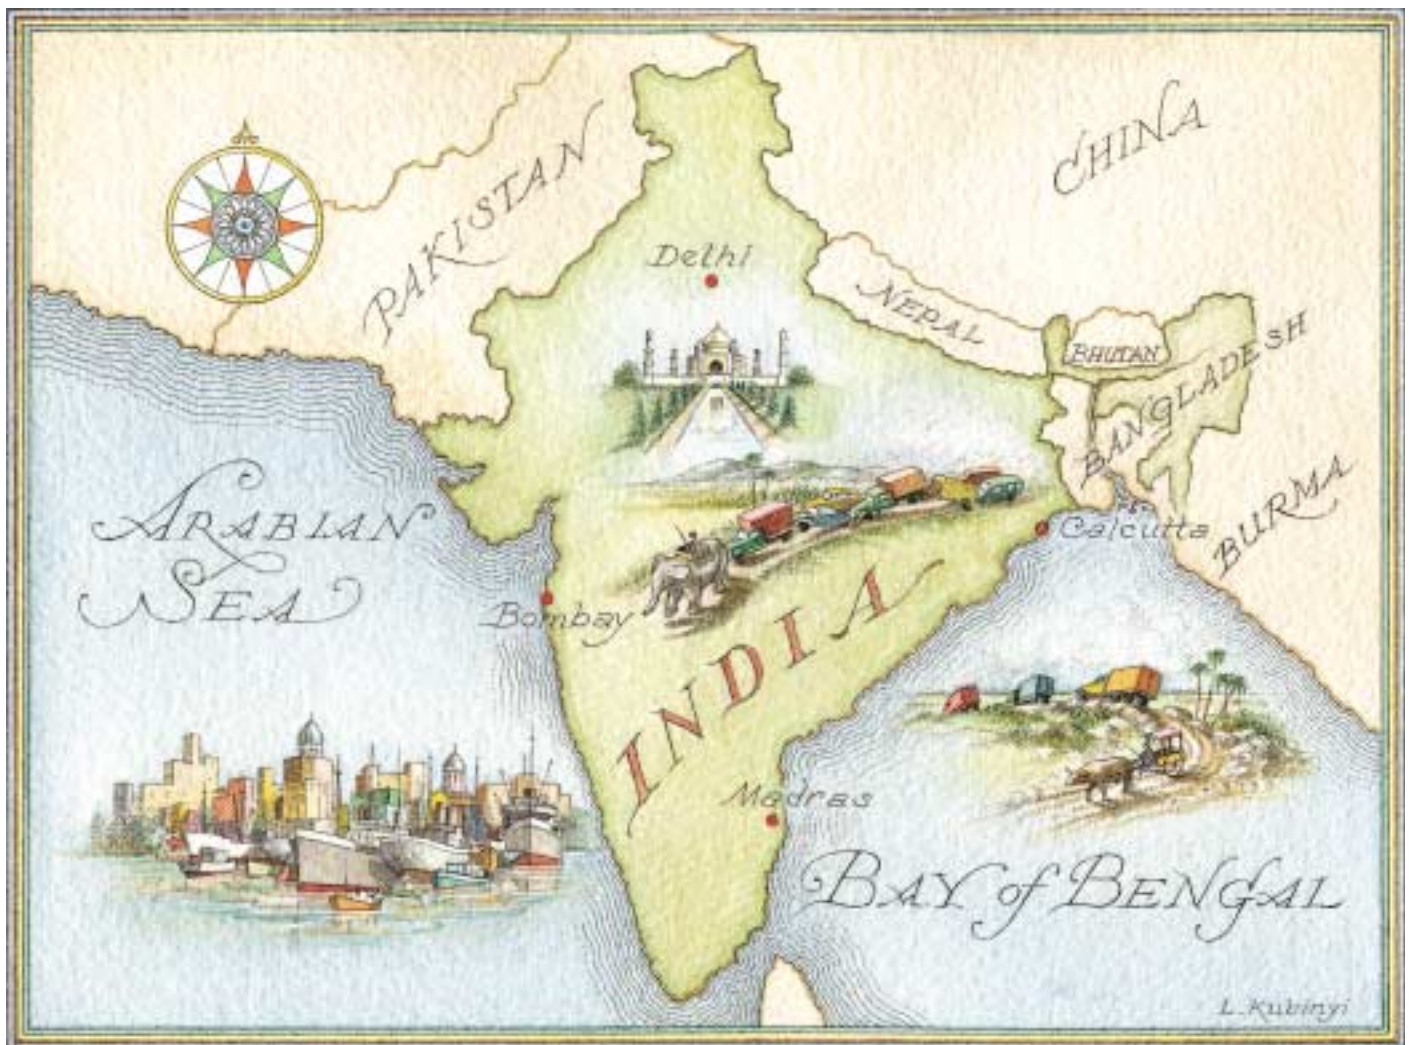 CHINA
PAKISTAN
Delhi
NEPAL
BHUTAN
BANGLADESH
BURMA
ARABIAN
SEA
Calcutta
Bombay
INDIA
Madras
BAY of BENGAL
L. Kubinyi